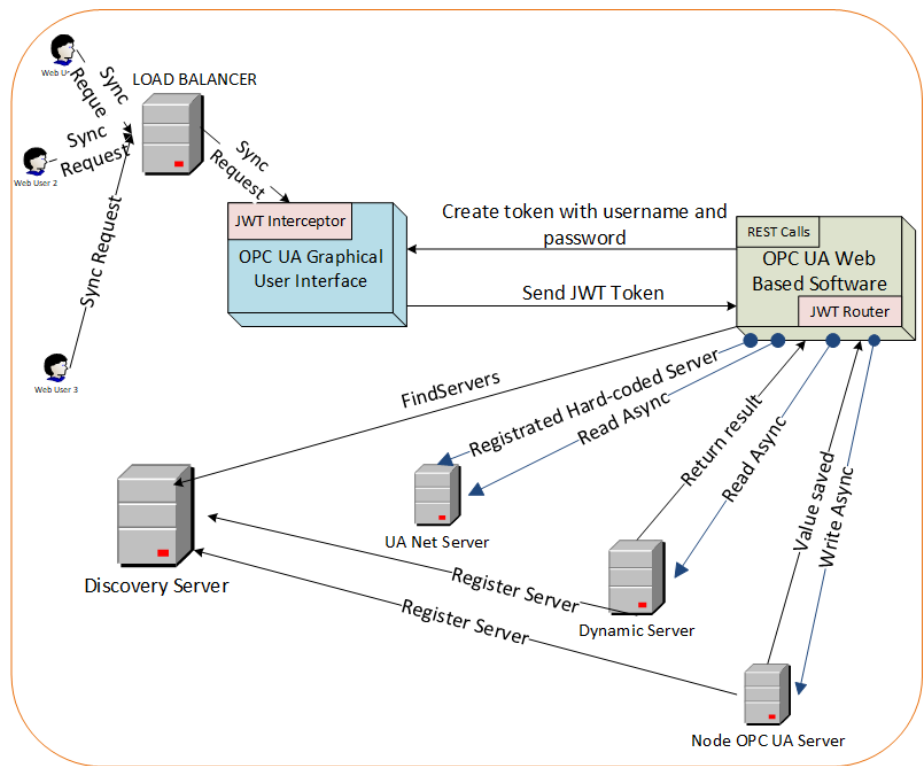 Web U
Sync
Reque
LOAD BALANCER
Sync
Request
Web User 2
Sync
Request
Sync Request
Web User 3
JWT Interceptor
OPC UA Graphical
User Interface
Create token with username and
password
Send JWT Token
REST Calls
OPC UA Web
Based Software
JWT Router
FindServers
Registrated Hard-coded Server
Read Async
Return result
Read Async
Value saved
Write Async
UA Net Server
Discovery Server
Register Server
Register Server
Dynamic Server
Node OPC UA Server